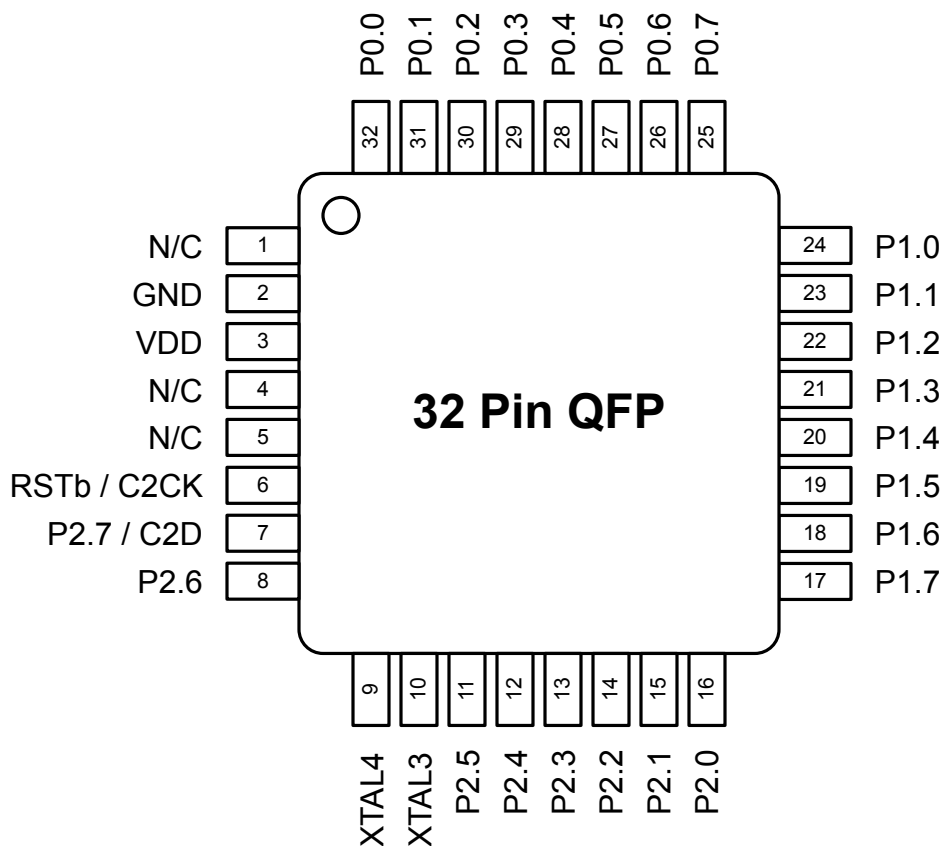 P0.0 P0.1 P0.2 P0.3 P0.4 P0.5 P0.6 P0.7
32 31 30 29 28 27 26 25
N/C 1 24 P1.0
GND 2 23 P1.1
VDD 3 22 P1.2
N/C 4 21 P1.3
32 Pin QFP
N/C 5 20 P1.4
RSTb / C2CK 6 19 P1.5
P2.7 / C2D 7 18 P1.6
P2.6 8 17 P1.7
9 10 11 12 13 14 15 16
XTAL4 XTAL3 P2.5 P2.4 P2.3 P2.2 P2.1 P2.0